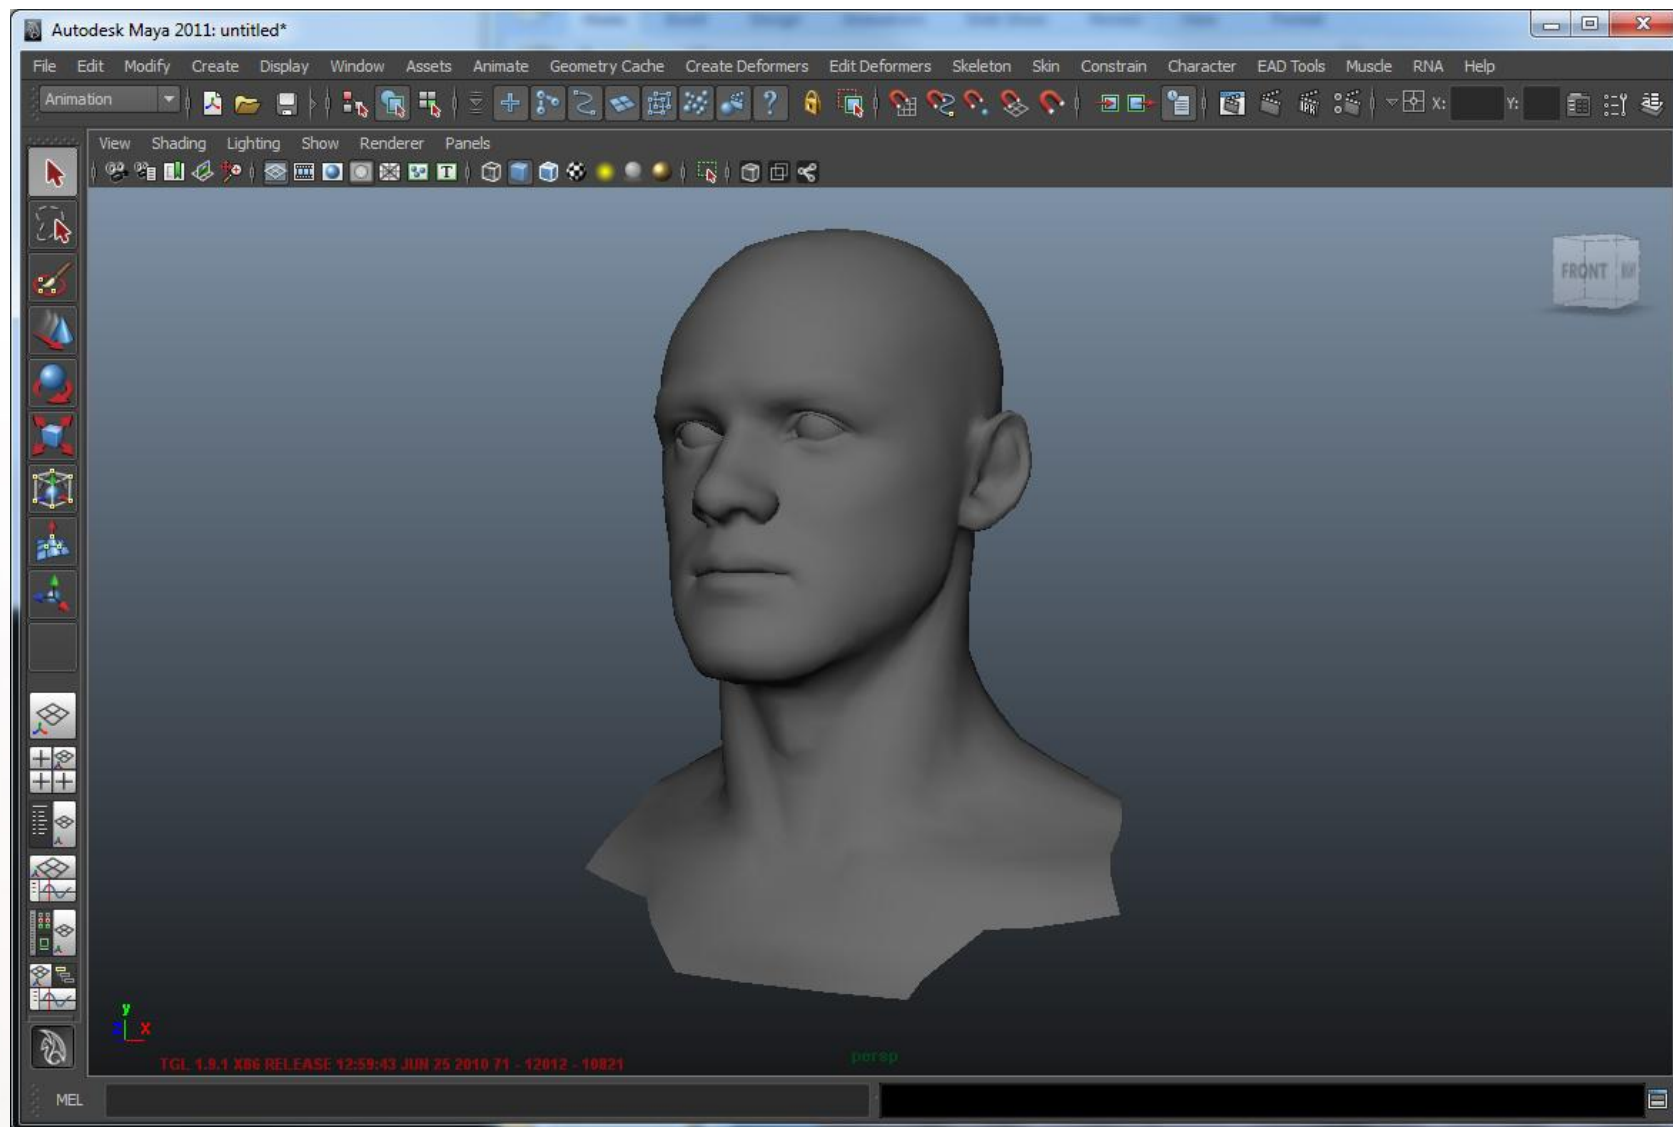 Autodesk Maya 2011: untitled*
File Edit Modify Create Display Window Assets Animate Geometry Cache Create Deformers Edit Deformers Skeleton Skin Constrain Character EAD Tools Muscle RNA Help
Animation X: Y:
View Shading Lighting Show Renderer Panels
FRONT
y
z x
persp
TGL 1.9.1 X86 RELEASE 12:59:43 JUN 25 2010 71 - 12012 - 10821
MEL